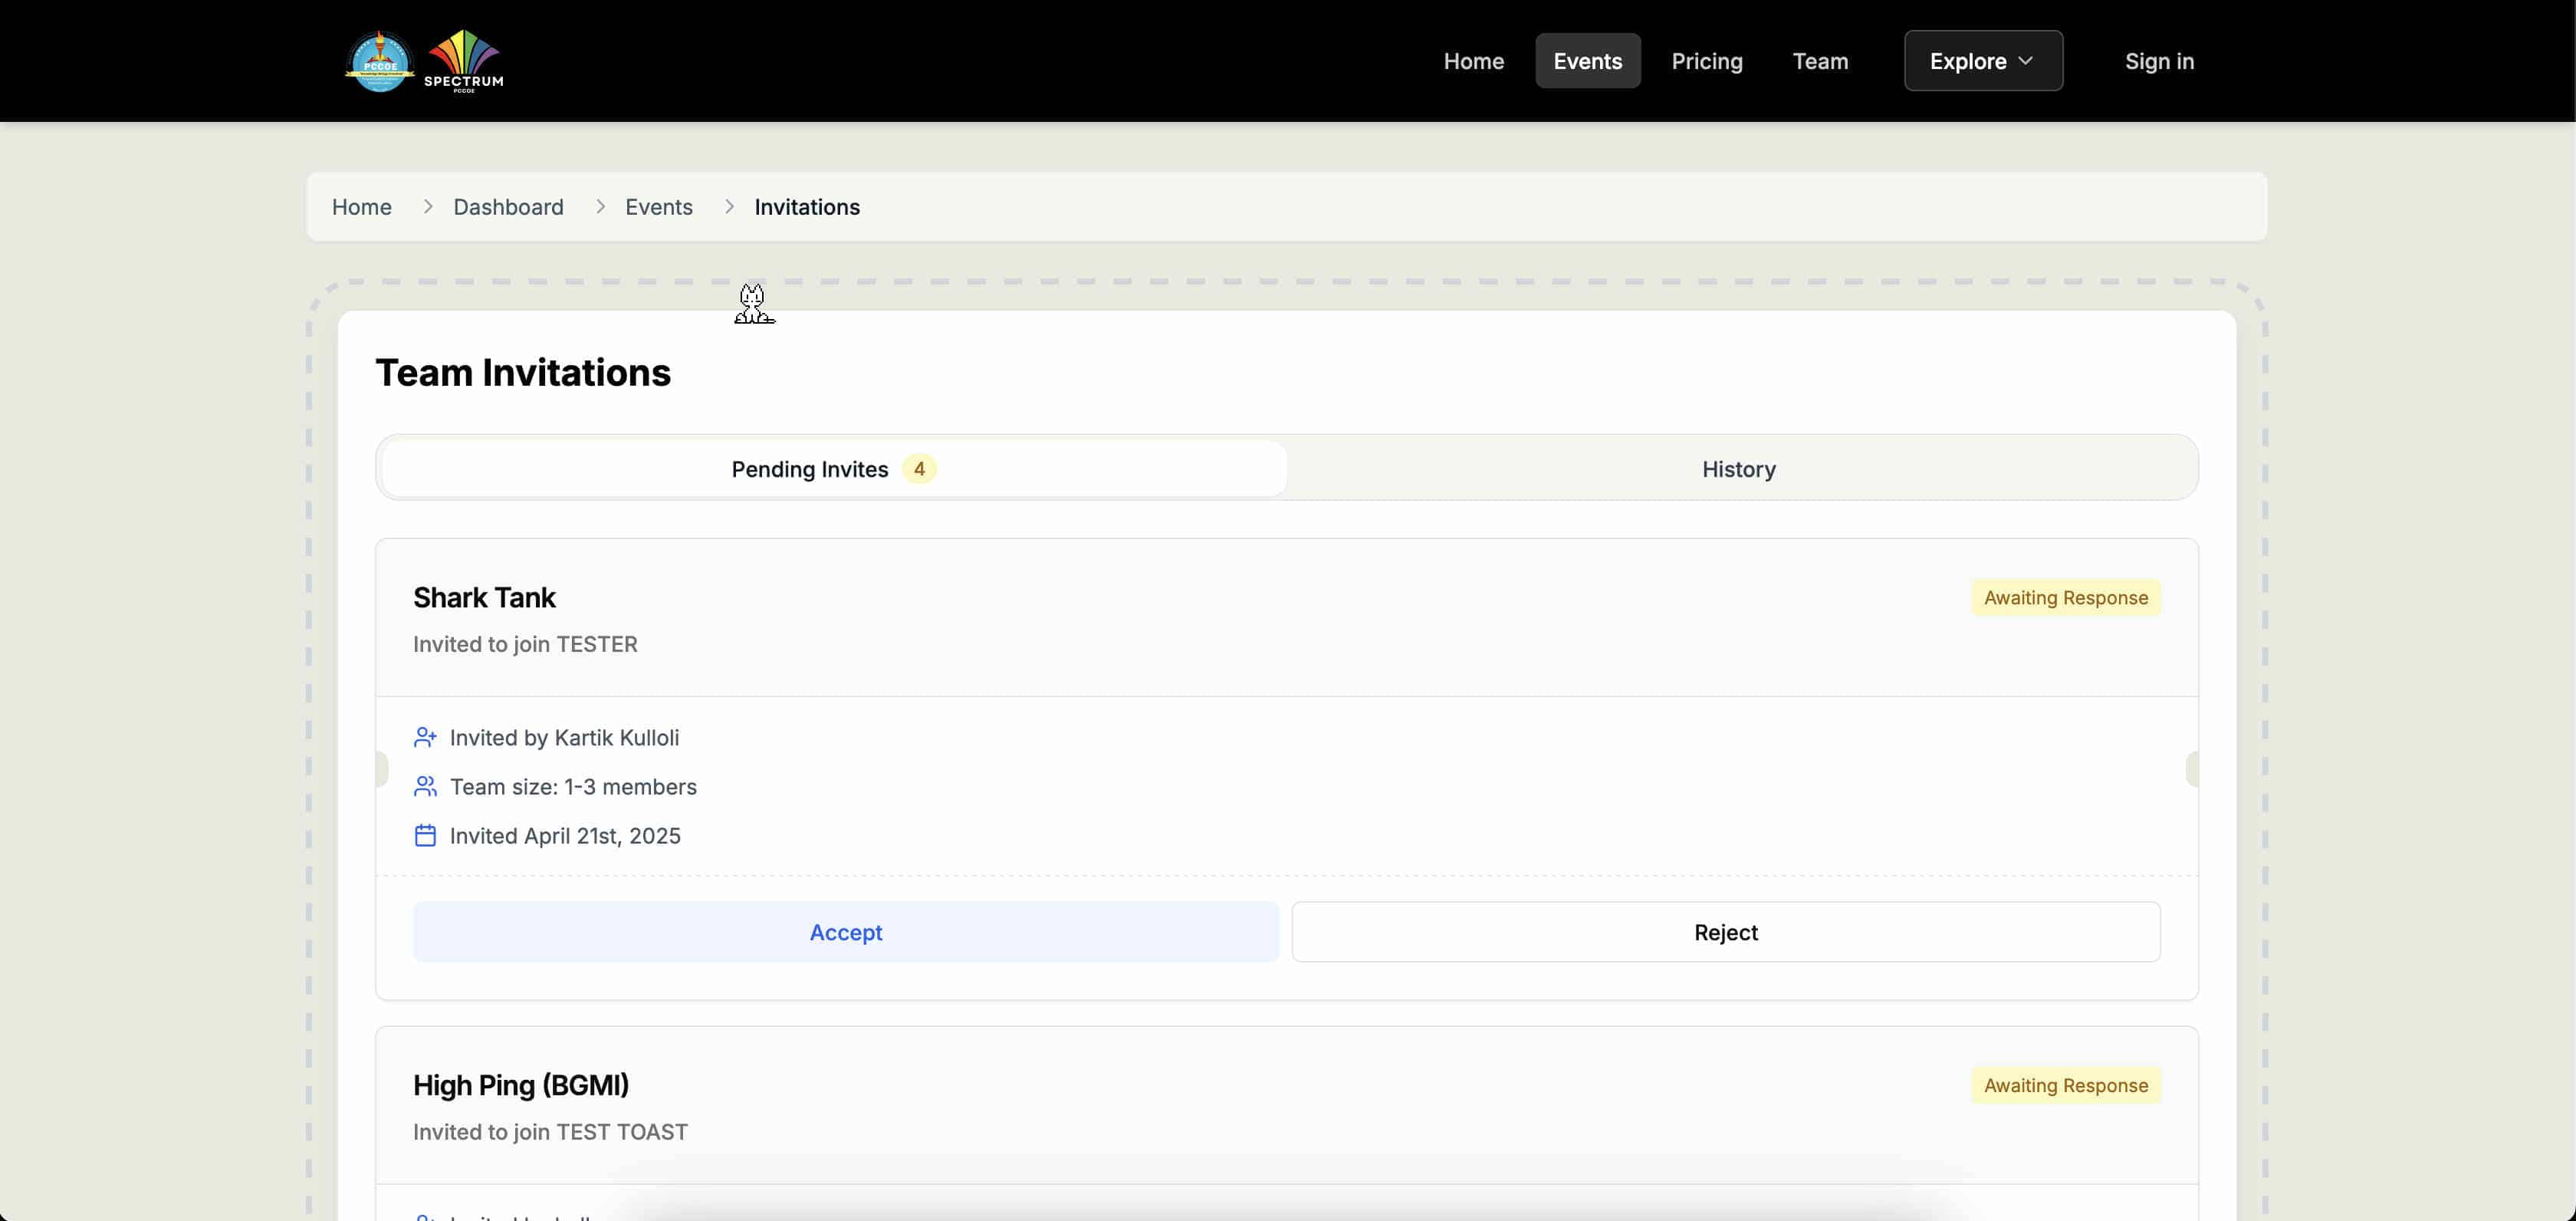 PCCOE
SPECTRUM
PCCOE
Home
Events
Pricing
Team
Explore
Sign in
Home
Dashboard
Events
Invitations
Team Invitations
Pending Invites 4
History
Shark Tank
Awaiting Response
Invited to join TESTER
Invited by Kartik Kulloli
Team size: 1-3 members
Invited April 21st, 2025
Accept
Reject
High Ping (BGMI)
Awaiting Response
Invited to join TEST TOAST